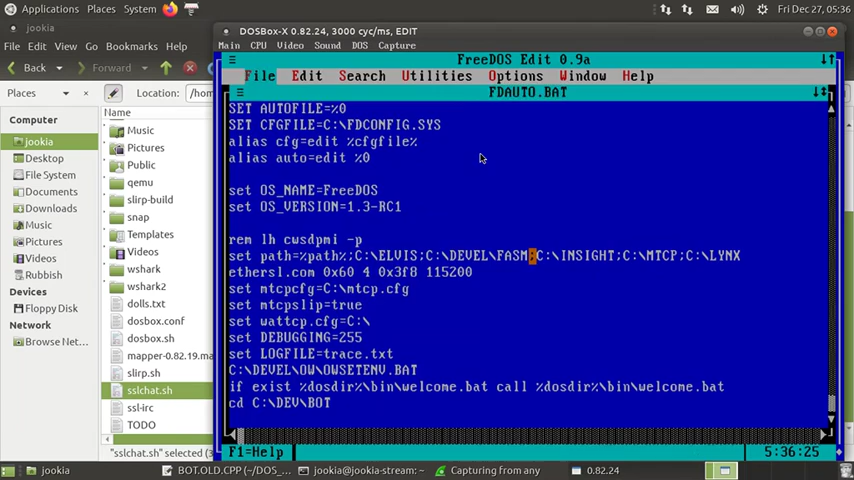 Applications Places System Fri Dec 27, 05:36
jookia
DOSBox-X 0.82.24, 3000 cyc/ms, EDIT
File Edit View Go Bookmarks
Main CPU Video Sound DOS Capture
Back Forward
FreeDOS Edit 0.9a
File Edit Search Utilities Options Window Help
Places Location: /hom
FDAUTO.BAT
Computer
jookia
Desktop
File System
Documents
Downloads
Music
Pictures
Videos
Rubbish
Floppy Disk
Browse Net...
Name
Music
Pictures
Public
qemu
slirp-build
snap
Templates
Videos
wshark
wshark2
dolls.txt
dosbox.conf
dosbox.sh
mapper-0.82.19.ma
slirp.sh
sslchat.sh
ssl-irc
TODO
"sslchat.sh" selected (3
SET AUTOFILE=%0
SET CFGFILE=C:\FDCONFIG.SYS
alias cfg=edit %cfgfile%
alias auto=edit %0
set OS_NAME=FreeDOS
set OS_VERSION=1.3-RC1
rem lh cwsdpmi -p
set path=%path%;C:\ELVIS;C:\DEVEL\FASM;C:\INSIGHT;C:\MTCP;C:\LYNX
ethersl.com 0x60 4 0x3f8 115200
set mtcpcfg=C:\mtcp.cfg
set mtcpslip=true
set wattcp.cfg=C:\
set DEBUGGING=255
set LOGFILE=trace.txt
C:\DEVEL\OW\OWSETENV.BAT
if exist %dosdir%\bin\welcome.bat call %dosdir%\bin\welcome.bat
cd C:\DEV\BOT
F1=Help 5:36:25
jookia BOT.OLD.CPP (~/DOS_... jookia@jookia-stream: ~ Capturing from any 0.82.24